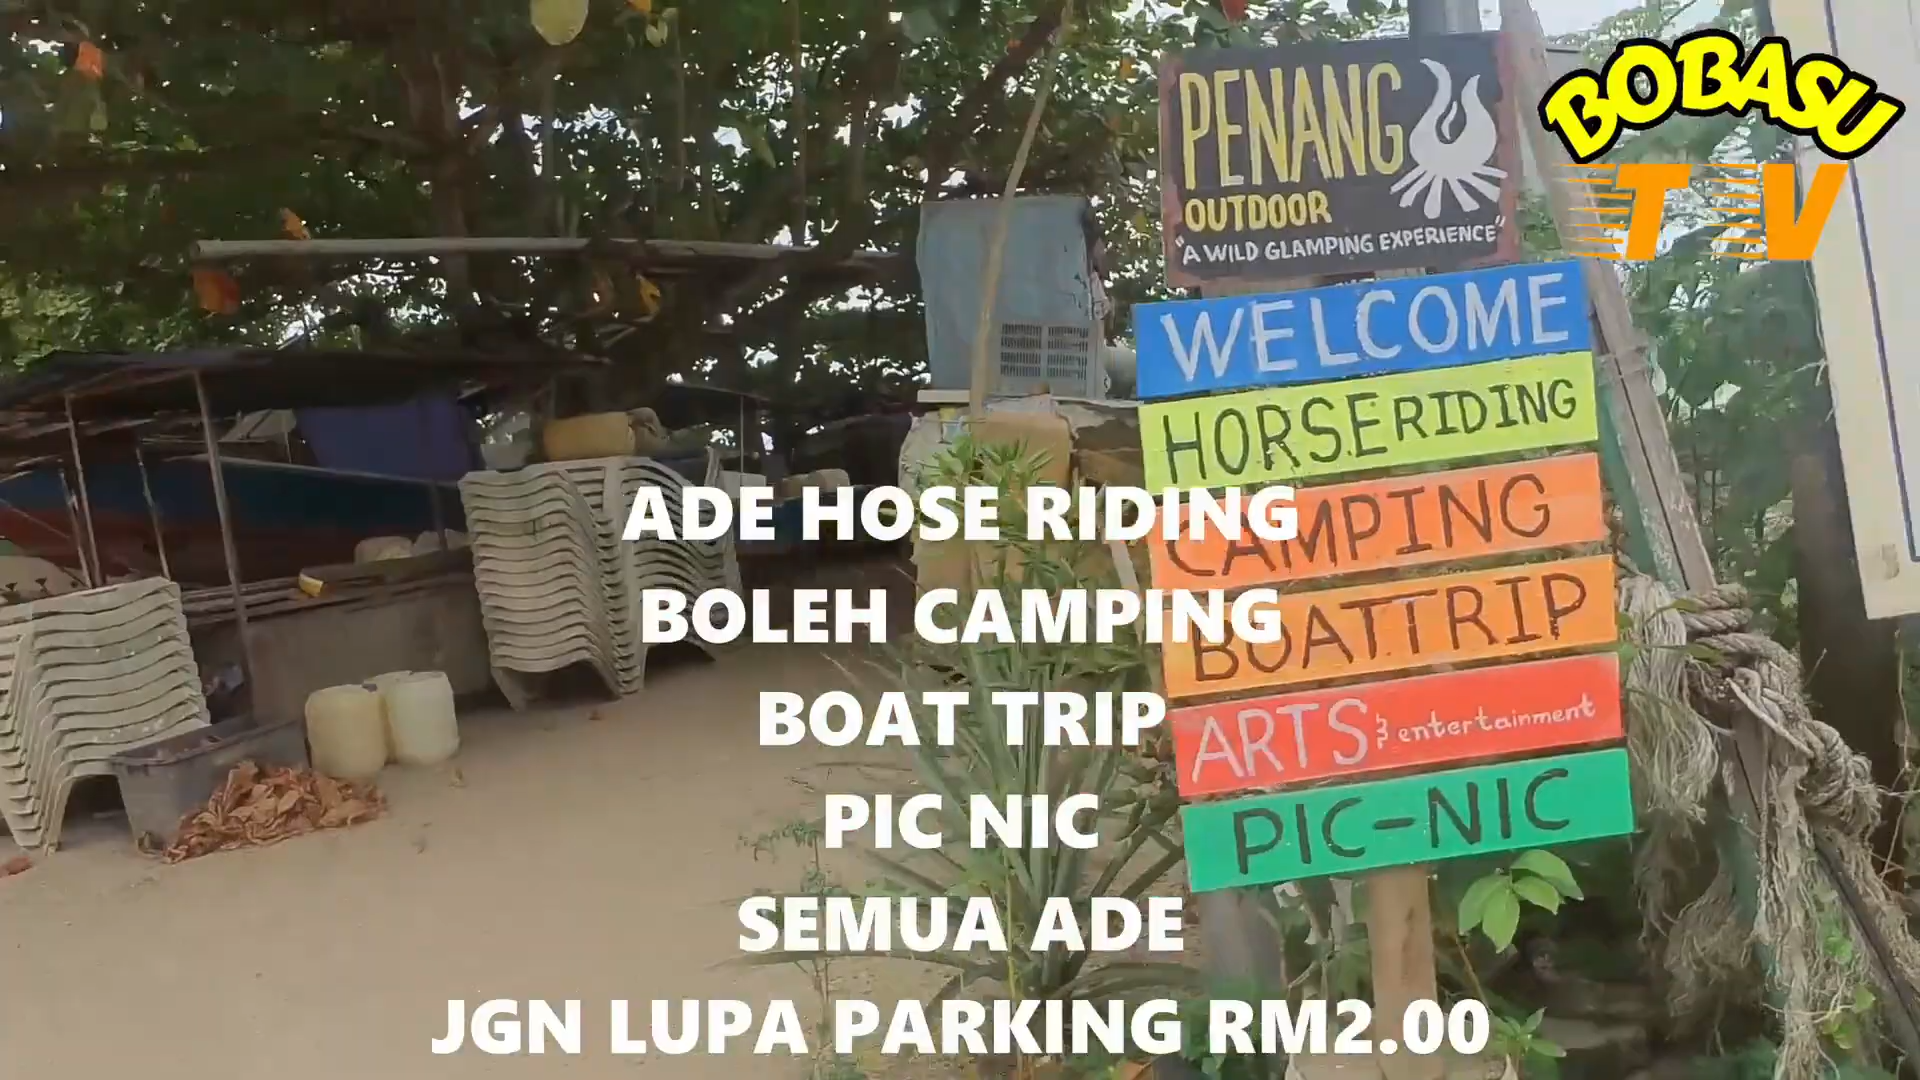 PENANG
OUTDOOR
"A WILD GLAMPING EXPERIENCE"
WELCOME
HORSERIDING
CAMPING
BOATTRIP
ARTS & entertainment
PIC-NIC
BOBASU
TV
ADE HOSE RIDING
BOLEH CAMPING
BOAT TRIP
PIC NIC
SEMUA ADE
JGN LUPA PARKING RM2.00